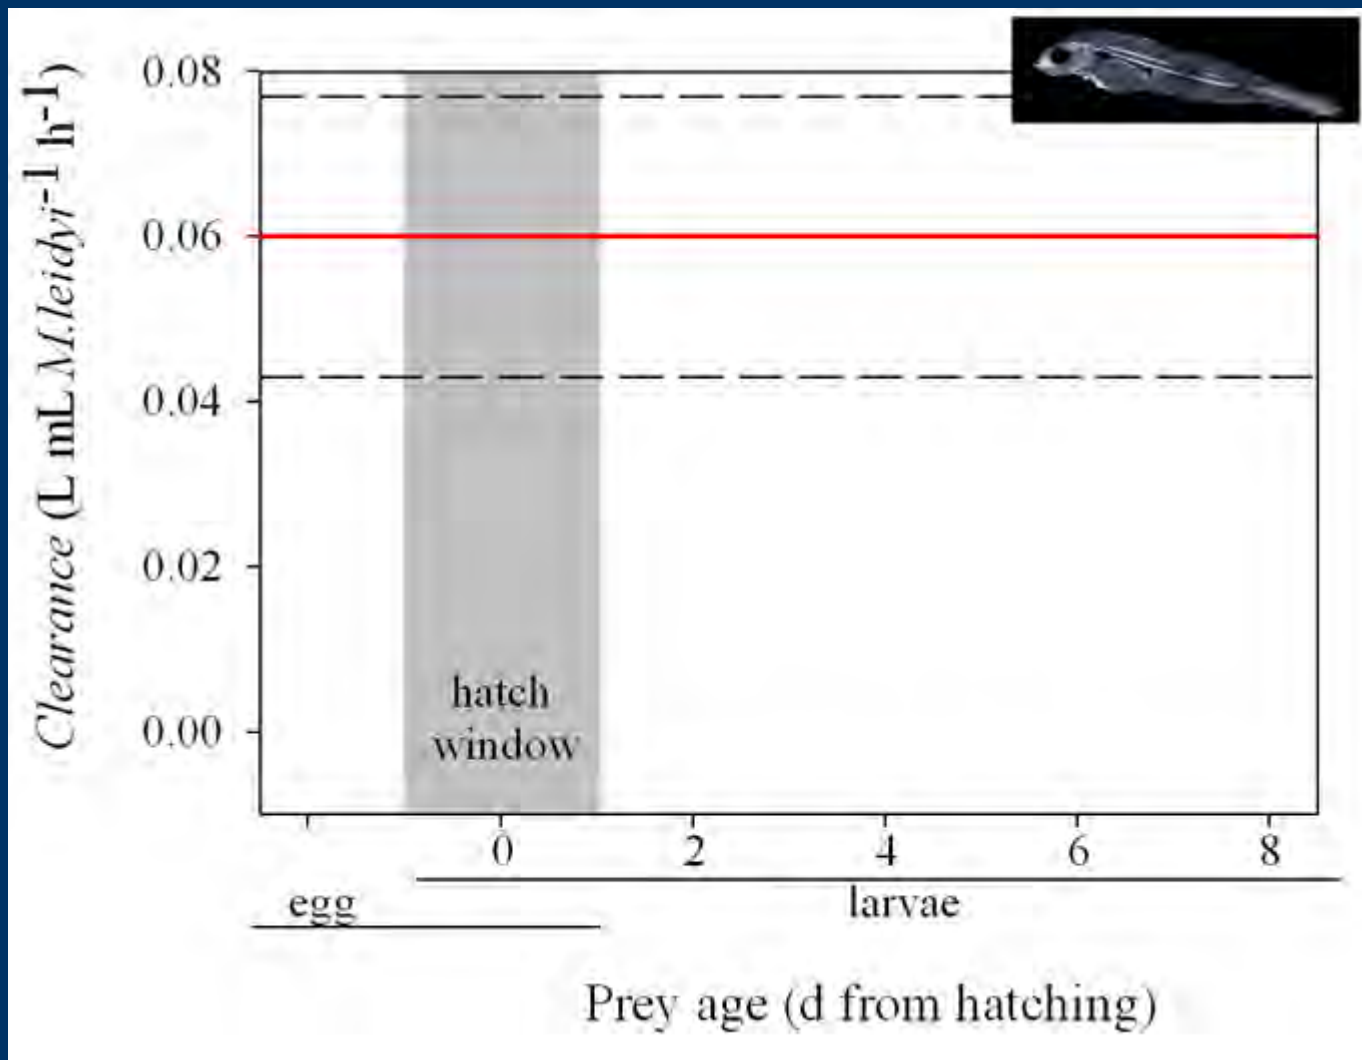 Clearance (L mL M.leidyi-1 h-1)
0.08
0.06
0.04
0.02
0.00
hatch
window
0 2 4 6 8
egg larvae
Prey age (d from hatching)